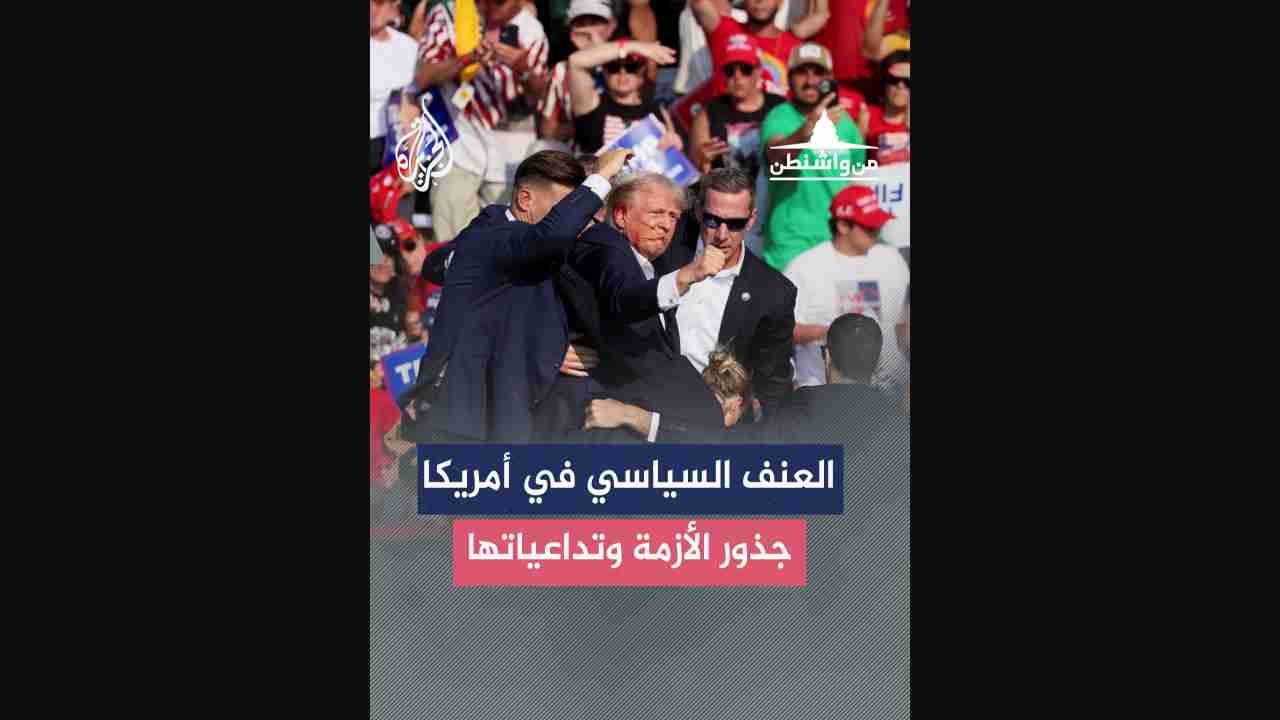 الجزيرة
من واشنطن
العنف السياسي في أمريكا
جذور الأزمة وتداعياتها